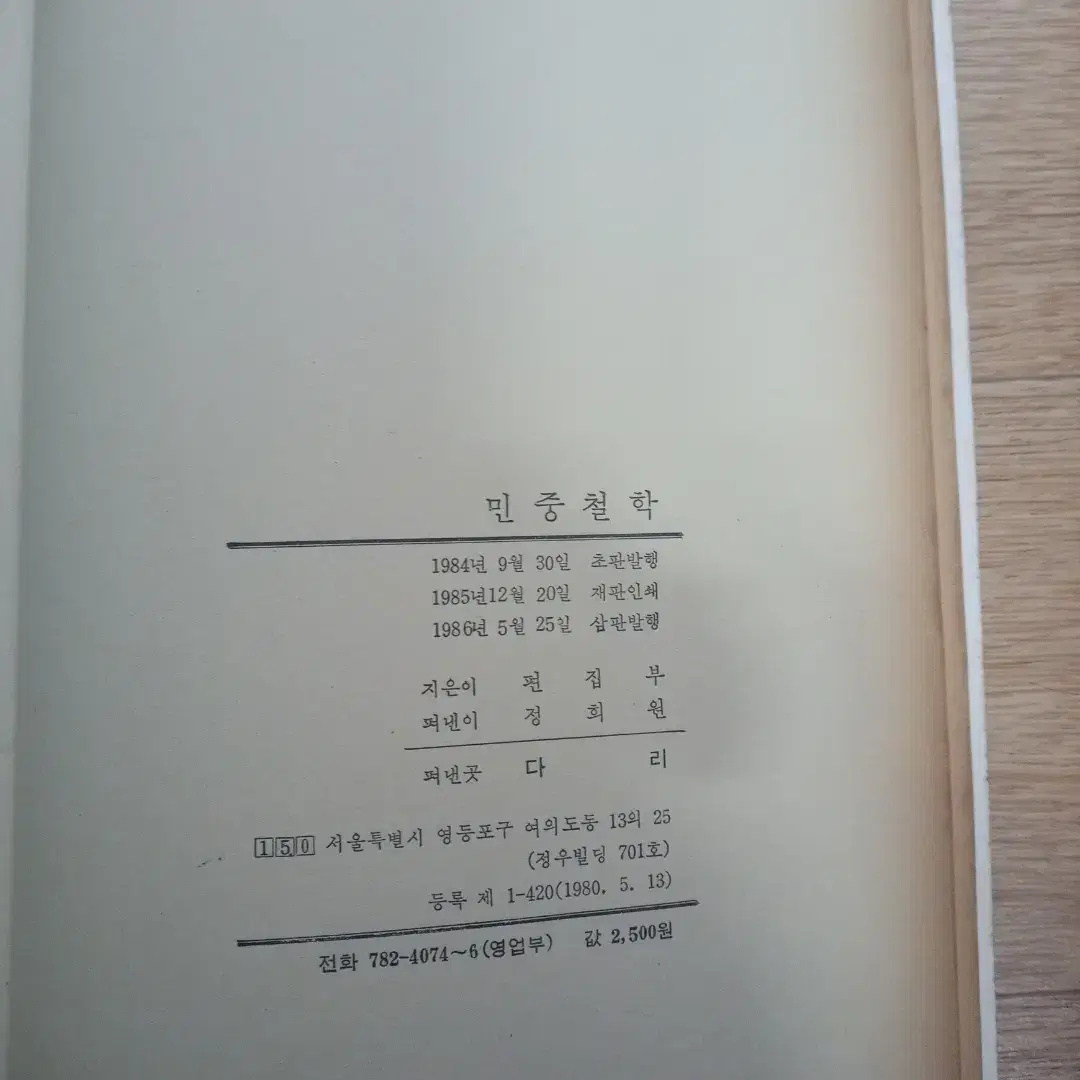 민중철학
1984년 9월 30일 초판발행
1985년12월 20일 재판인쇄
1986년 5월 25일 삼판발행
지은이 편 집 부
펴낸이 정 희 원
펴낸곳 다 리
150 서울특별시 영등포구 여의도동 13의 25
(정우빌딩 701호)
등록 제 1-420(1980. 5. 13)
전화 782-4074~6(영업부) 값 2,500원